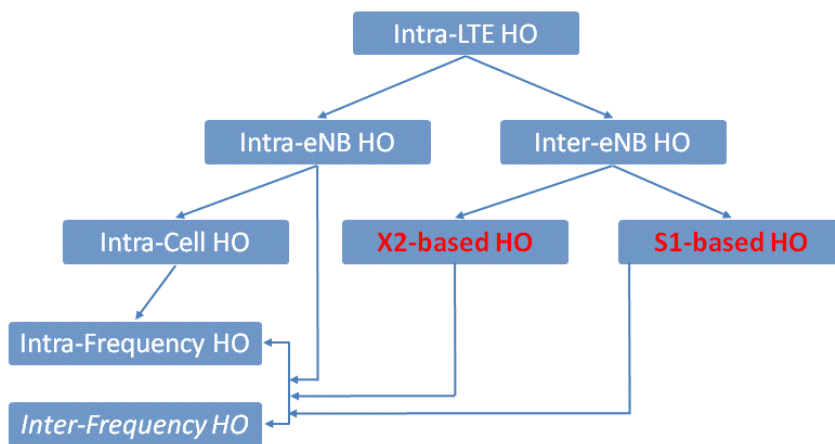 Intra-LTE HO
Intra-eNB HO
Inter-eNB HO
Intra-Cell HO
X2-based HO
S1-based HO
Intra-Frequency HO
Inter-Frequency HO